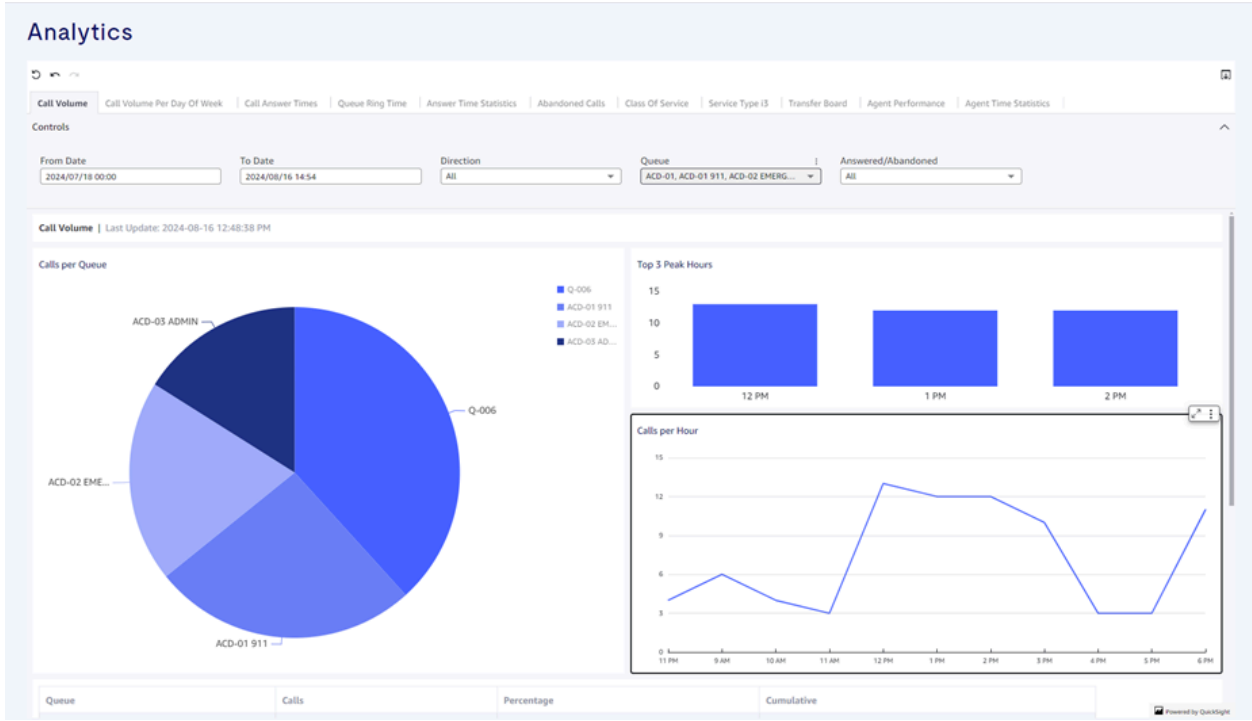 Analytics
Call Volume Call Volume Per Day Of Week Call Answer Times Queue Ring Time Answer Time Statistics Abandoned Calls Class Of Service Service Type i3 Transfer Board Agent Performance Agent Time Statistics
Controls
From Date To Date Direction Queue Answered/Abandoned
2024/07/18 00:00 2024/08/16 14:54 All ACD-01, ACD-01 911, ACD-02 EMERG... All
Call Volume | Last Update: 2024-08-16 12:48:38 PM
Calls per Queue
Q-006
ACD-01 911
ACD-02 EM...
ACD-03 AD...
ACD-03 ADMIN
Q-006
ACD-02 EME...
ACD-01 911
Top 3 Peak Hours
15
10
5
0
12 PM 1 PM 2 PM
Calls per Hour
15
12
9
6
3
0
11 PM 9 AM 10 AM 11 AM 12 PM 1 PM 2 PM 3 PM 4 PM 5 PM 6 PM
Queue Calls Percentage Cumulative
Powered by QuickSight